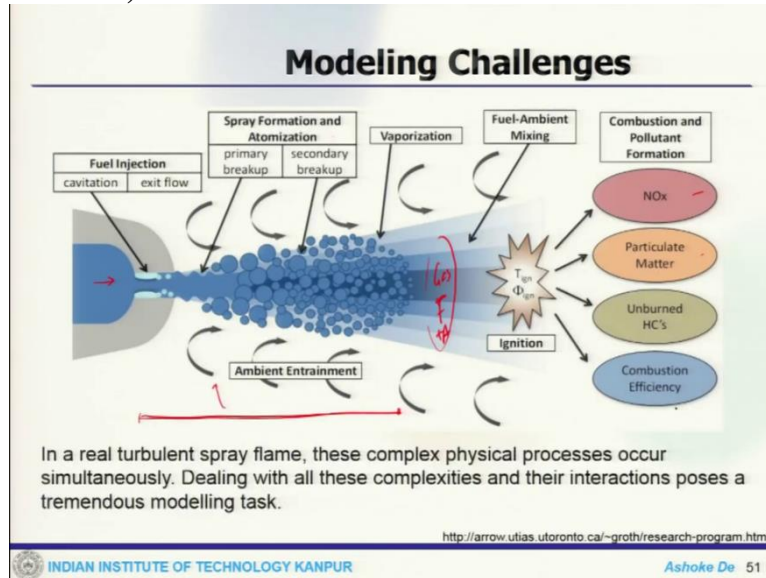 Modeling Challenges
Fuel Injection
cavitation
exit flow
Spray Formation and
Atomization
primary
breakup
secondary
breakup
Vaporization
Fuel-Ambient
Mixing
Combustion and
Pollutant
Formation
NOx
Particulate
Matter
Unburned
HC's
Combustion
Efficiency
Tign
Φign
Ignition
Ambient Entrainment
In a real turbulent spray flame, these complex physical processes occur
simultaneously. Dealing with all these complexities and their interactions poses a
tremendous modelling task.
http://arrow.utias.utoronto.ca/~groth/research-program.htm
INDIAN INSTITUTE OF TECHNOLOGY KANPUR
Ashoke De 51